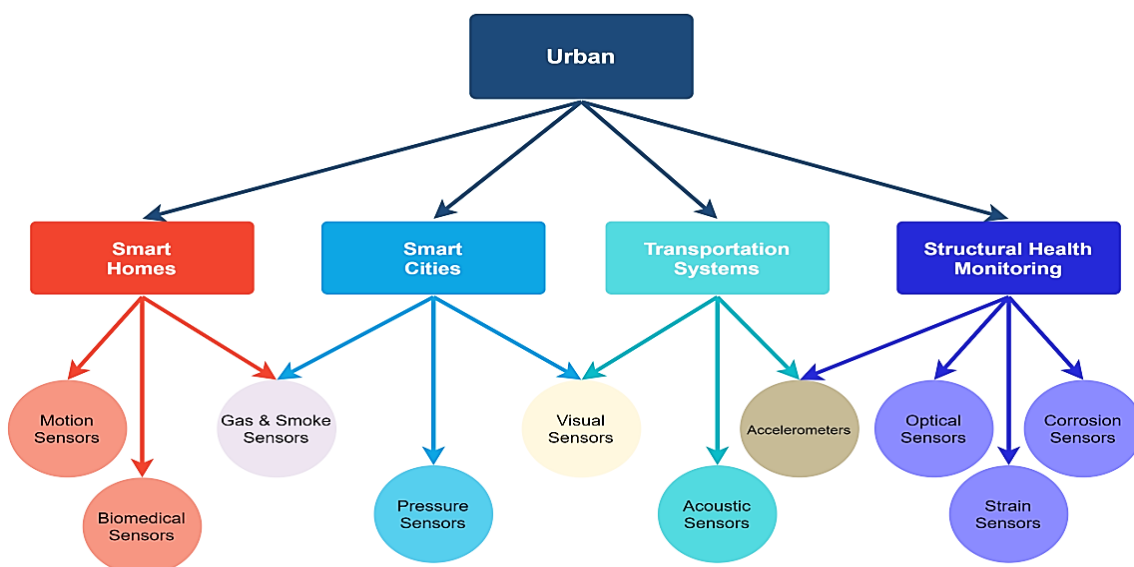 Urban
Smart
Homes
Smart
Cities
Transportation
Systems
Structural Health
Monitoring
Motion
Sensors
Gas & Smoke
Sensors
Visual
Sensors
Accelerometers
Optical
Sensors
Corrosion
Sensors
Biomedical
Sensors
Pressure
Sensors
Acoustic
Sensors
Strain
Sensors